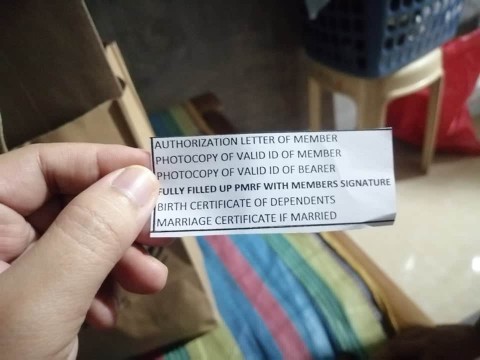 AUTHORIZATION LETTER OF MEMBER
PHOTOCOPY OF VALID ID OF MEMBER
PHOTOCOPY OF VALID ID OF BEARER
FULLY FILLED UP PMRF WITH MEMBERS SIGNATURE
BIRTH CERTIFICATE OF DEPENDENTS
MARRIAGE CERTIFICATE IF MARRIED